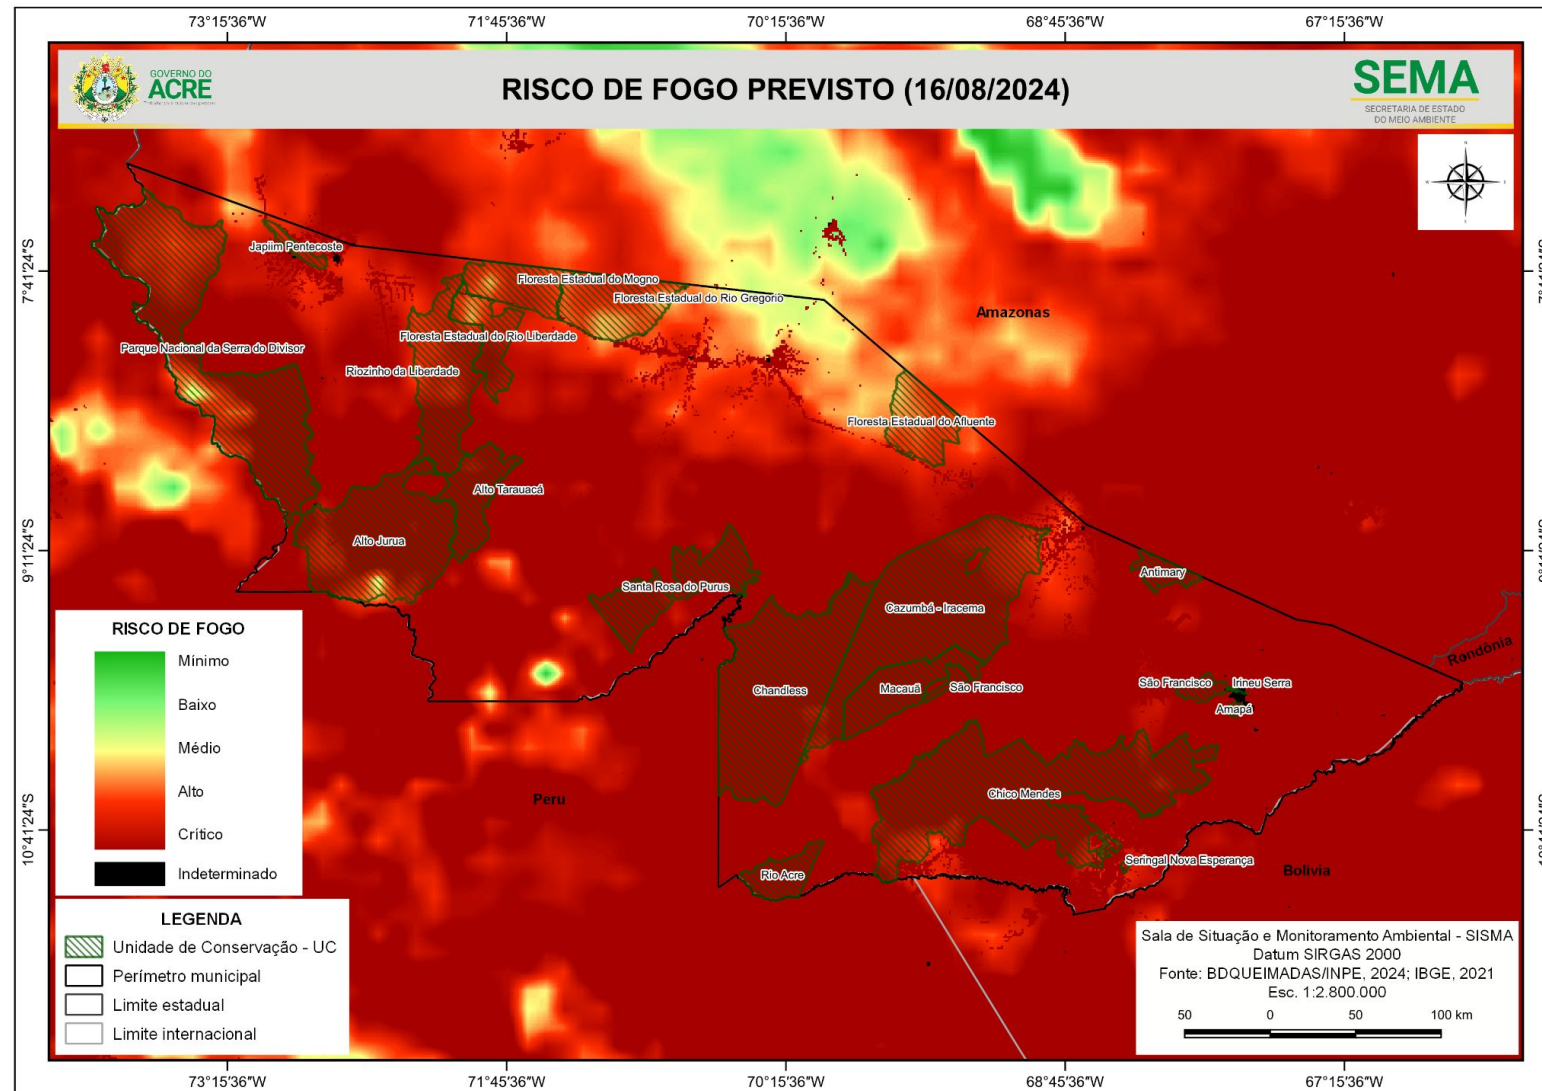 73°15'36"W 71°45'36"W 70°15'36"W 68°45'36"W 67°15'36"W
GOVERNO DO
ACRE
RISCO DE FOGO PREVISTO (16/08/2024)
SEMA
SECRETARIA DE ESTADO
DO MEIO AMBIENTE
N
7°41'24"S
Japiim Pentecoste
Floresta Estadual do Mogno
Floresta Estadual do Rio Gregório
Amazonas
Floresta Estadual do Rio Liberdade
Parque Nacional da Serra do Divisor
Riozinho da Liberdade
Floresta Estadual do Afluente
Alto Tarauacá
9°11'24"S
Alto Juruá
Santa Rosa do Purus
Antimary
Cazumbá - Iracema
Rondônia
Chandless
Macauã
São Francisco
São Francisco
Irineu Serra
Amapá
Peru
Chico Mendes
10°41'24"S
Seringal Nova Esperança
Rio Acre
Bolivia
RISCO DE FOGO
Mínimo
Baixo
Médio
Alto
Crítico
Indeterminado
LEGENDA
Unidade de Conservação - UC
Perímetro municipal
Limite estadual
Limite internacional
Sala de Situação e Monitoramento Ambiental - SISMA
Datum SIRGAS 2000
Fonte: BDQUEIMADAS/INPE, 2024; IBGE, 2021
Esc. 1:2.800.000
50 0 50 100 km
73°15'36"W 71°45'36"W 70°15'36"W 68°45'36"W 67°15'36"W